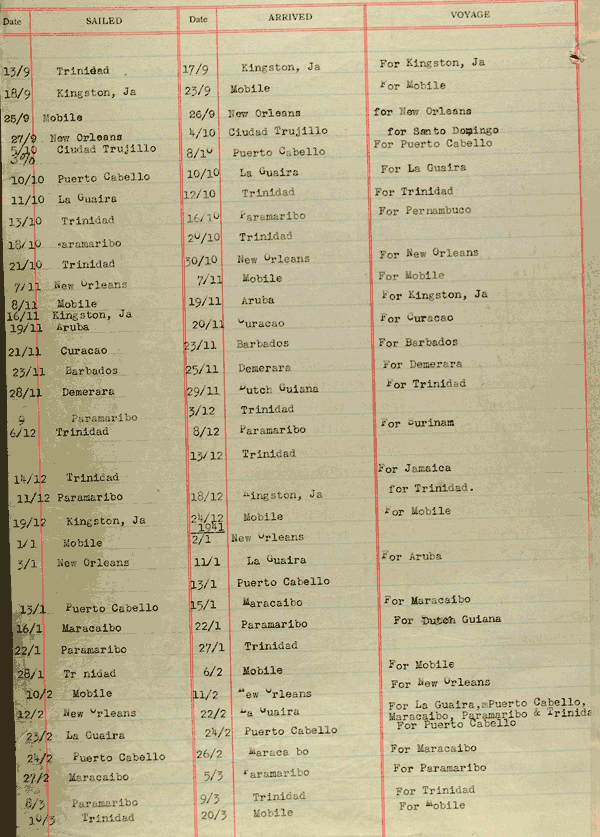 Date SAILED Date ARRIVED VOYAGE
13/9 Trinidad 17/9 Kingston, Ja For Kingston, Ja
18/9 Kingston, Ja 23/9 Mobile For Mobile
25/9 Mobile 26/9 New Orleans for New Orleans
27/9 New Orleans 4/10 Ciudad Trujillo for Santo Domingo
5/10 Ciudad Trujillo 8/10 Puerto Cabello For Puerto Cabello
10/10 Puerto Cabello 10/10 La Guaira For La Guaira
11/10 La Guaira 12/10 Trinidad For Trinidad
13/10 Trinidad 16/10 Paramaribo For Pernambuco
18/10 Paramaribo 20/10 Trinidad
21/10 Trinidad 30/10 New Orleans For New Orleans
7/11 New Orleans 7/11 Mobile For Mobile
8/11 Mobile 19/11 Aruba For Kingston, Ja
16/11 Kingston, Ja
19/11 Aruba 20/11 Curacao For Curacao
21/11 Curacao 23/11 Barbados For Barbados
23/11 Barbados 25/11 Demerara For Demerara
28/11 Demerara 29/11 Dutch Guiana For Trinidad
9 Paramaribo 3/12 Trinidad
6/12 Trinidad 8/12 Paramaribo For Surinam
13/12 Trinidad
14/12 Trinidad For Jamaica
11/12 Paramaribo 18/12 Kingston, Ja for Trinidad.
19/12 Kingston, Ja 24/12 Mobile For Mobile
1941
1/1 Mobile 2/1 New Orleans
3/1 New Orleans 11/1 La Guaira For Aruba
13/1 Puerto Cabello
13/1 Puerto Cabello 15/1 Maracaibo For Maracaibo
16/1 Maracaibo 22/1 Paramaribo For Dutch Guiana
22/1 Paramaribo 27/1 Trinidad
28/1 Tr nidad 6/2 Mobile For Mobile
10/2 Mobile 11/2 New Orleans For New Orleans
12/2 New Orleans 22/2 La Guaira For La Guaira, Puerto Cabello,
Maracaibo, Paramaribo & Trinida
23/2 La Guaira 24/2 Puerto Cabello For Puerto Cabello
24/2 Puerto Cabello 26/2 Maraca bo For Maracaibo
27/2 Maracaibo 5/3 Paramaribo For Paramaribo
8/3 Paramaribo 9/3 Trinidad For Trinidad
10/3 Trinidad 20/3 Mobile For Mobile